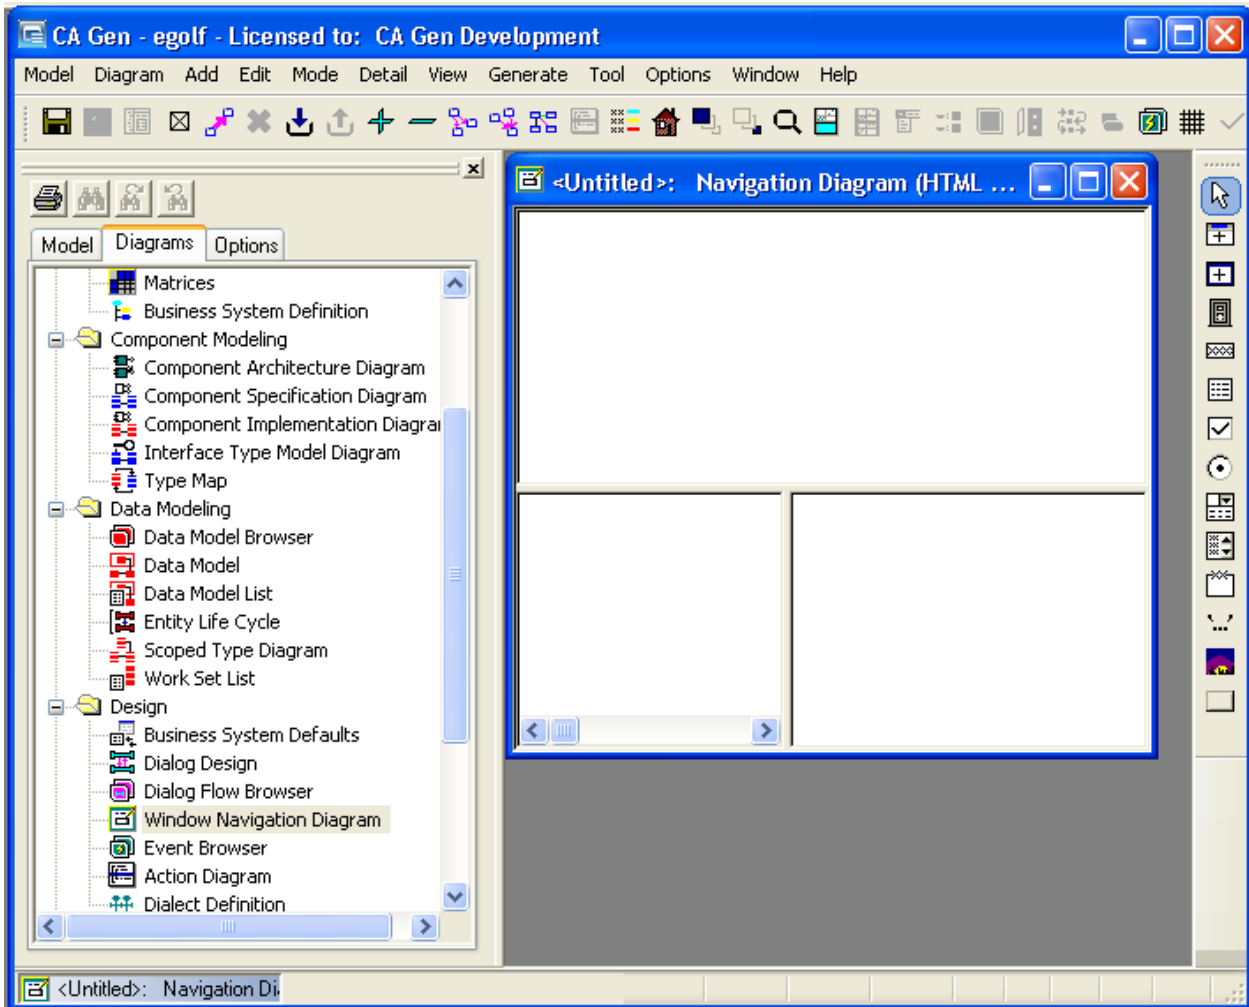 CA Gen - egolf - Licensed to: CA Gen Development
Model Diagram Add Edit Mode Detail View Generate Tool Options Window Help
<Untitled>: Navigation Diagram (HTML ...
Model Diagrams Options
Matrices
Business System Definition
Component Modeling
Component Architecture Diagram
Component Specification Diagram
Component Implementation Diagra
Interface Type Model Diagram
Type Map
Data Modeling
Data Model Browser
Data Model
Data Model List
Entity Life Cycle
Scoped Type Diagram
Work Set List
Design
Business System Defaults
Dialog Design
Dialog Flow Browser
Window Navigation Diagram
Event Browser
Action Diagram
Dialect Definition
<Untitled>: Navigation Di